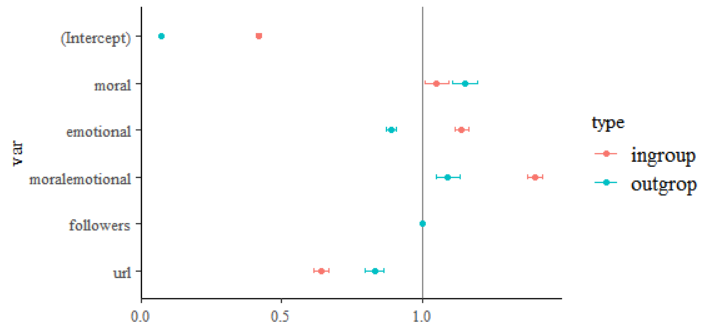 (Intercept)
moral
emotional
moralemotional
followers
url
var
0.0
0.5
1.0
type
ingroup
outgrop